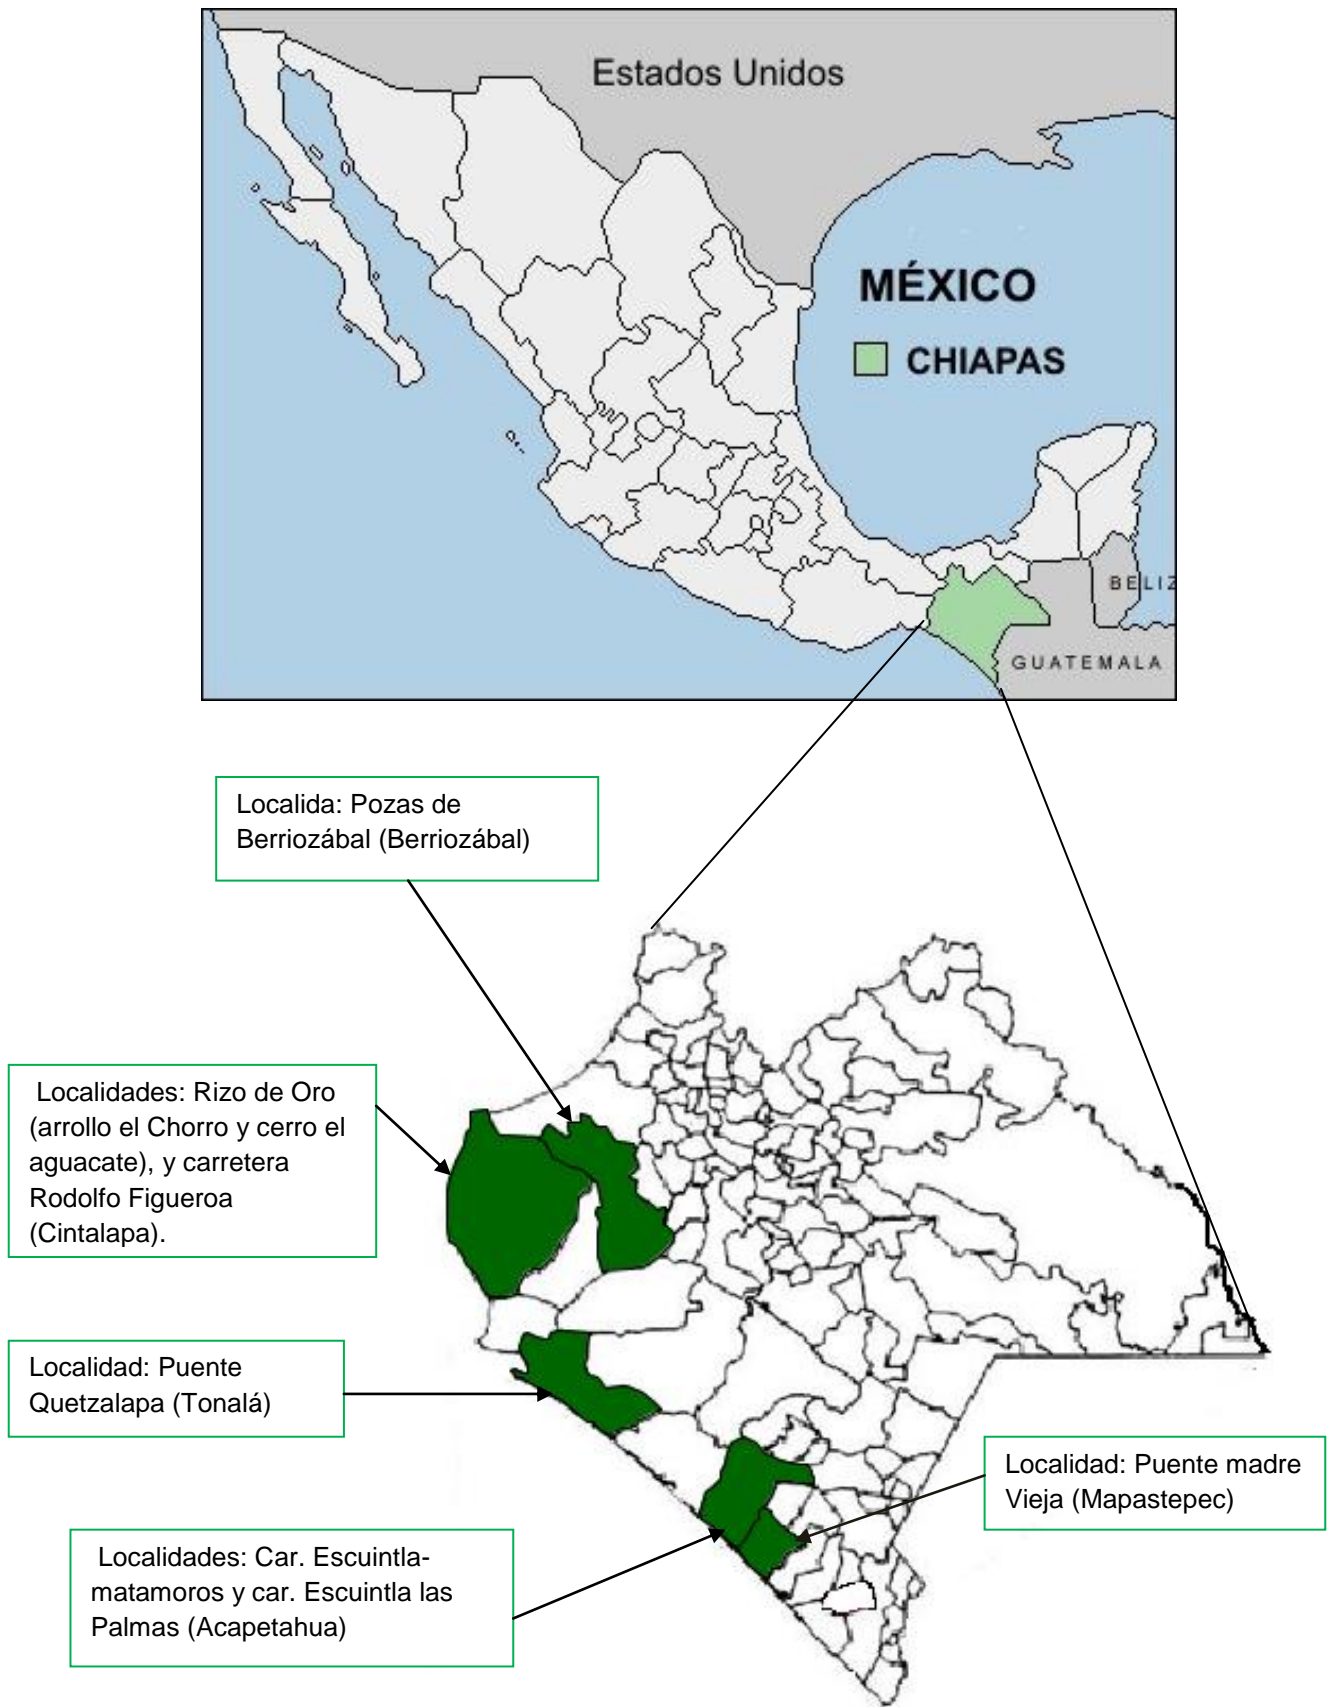 Estados Unidos
MÉXICO
CHIAPAS
BELIZ
GUATEMALA
Localida: Pozas de
Berriozábal (Berriozábal)
Localidades: Rizo de Oro
(arrollo el Chorro y cerro el
aguacate), y carretera
Rodolfo Figueroa
(Cintalapa).
Localidad: Puente
Quetzalapa (Tonalá)
Localidad: Puente madre
Vieja (Mapastepec)
Localidades: Car. Escuintla-
matamoros y car. Escuintla las
Palmas (Acapetahua)